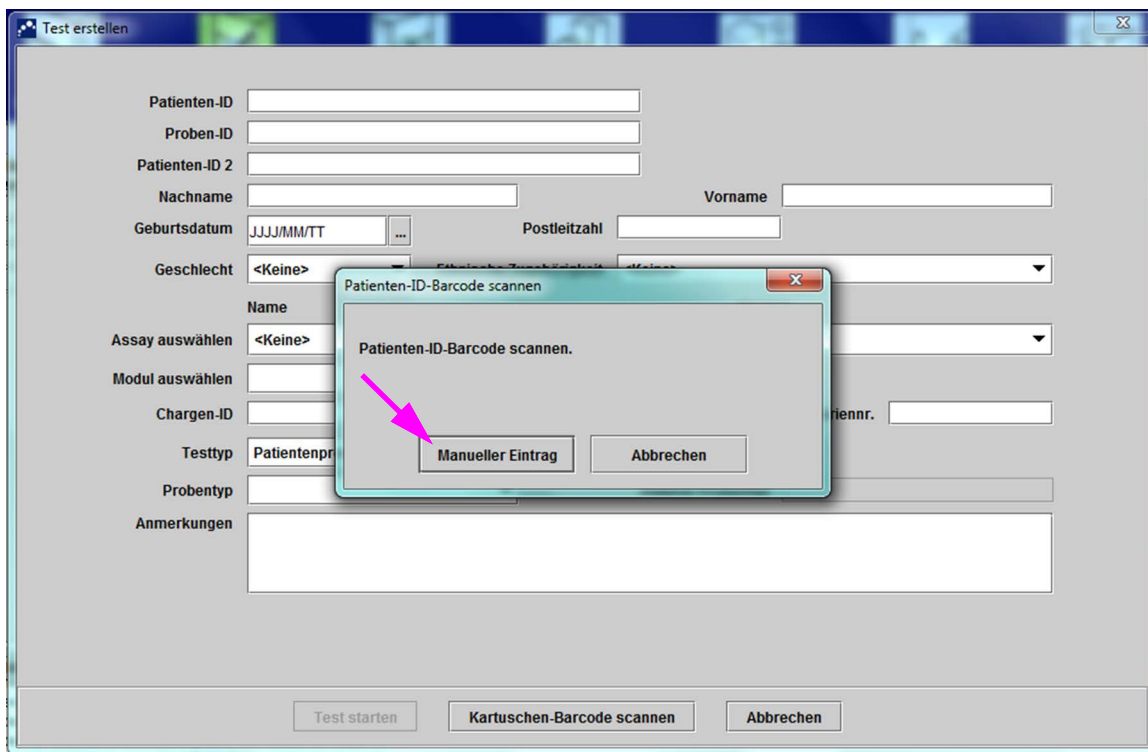 Test erstellen
Patienten-ID
Proben-ID
Patienten-ID 2
Nachname Vorname
Geburtsdatum JJJJ/MM/TT ... Postleitzahl
Geschlecht <Keine>
Patienten-ID-Barcode scannen
Name
Assay auswählen <Keine>
Patienten-ID-Barcode scannen.
Modul auswählen
Chargen-ID riennr.
Testtyp Patientenpr
Manueller Eintrag Abbrechen
Probentyp
Anmerkungen
Test starten Kartuschen-Barcode scannen Abbrechen